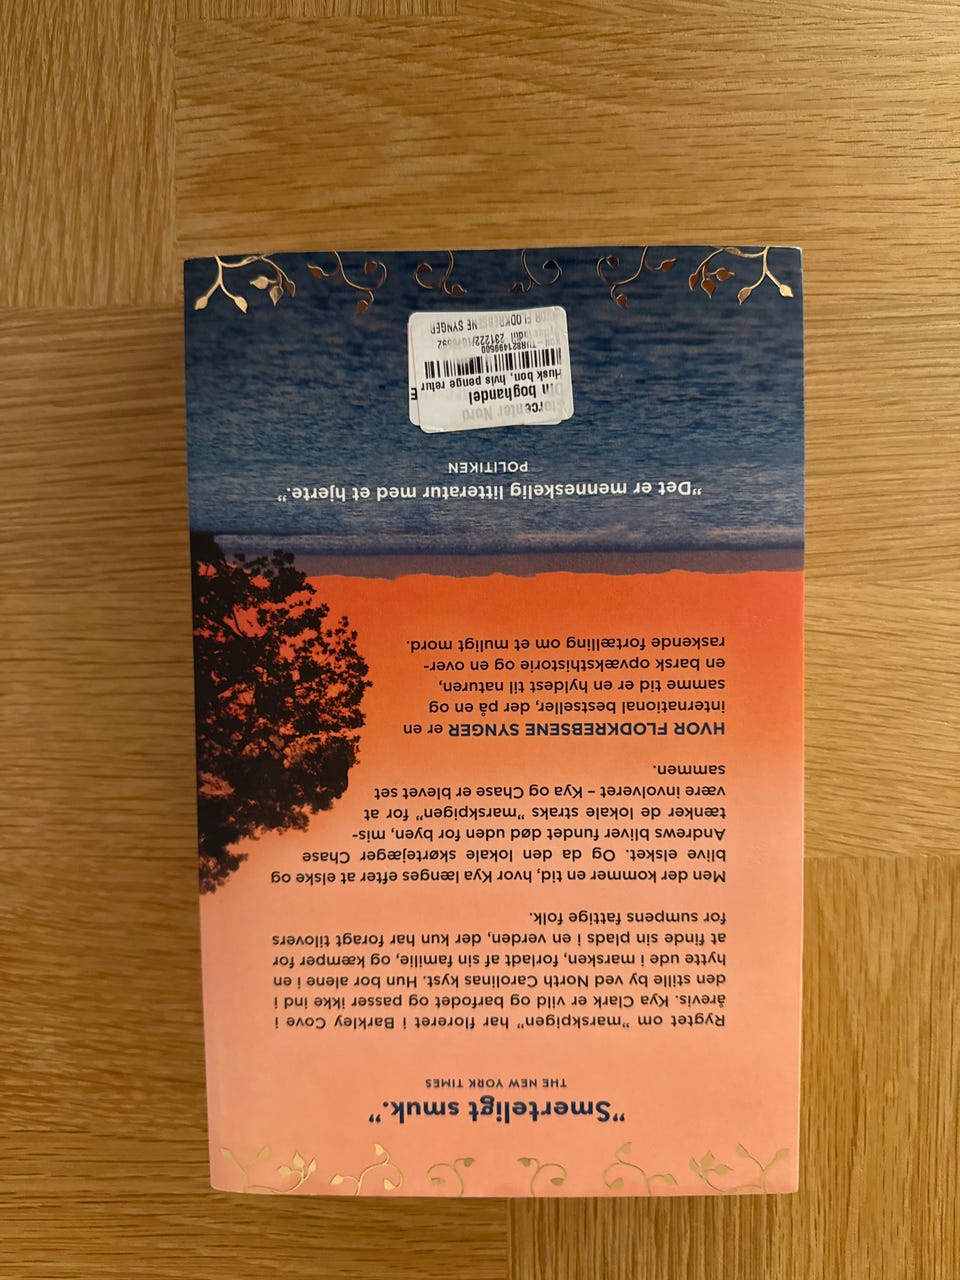 ”Smerteligt smuk.”
THE NEW YORK TIMES
Rygtet om ”marskpigen” har floreret i Barkley Cove i
årevis. Kya Clark er vild og barfodet og passer ikke ind i
den stille by ved North Carolinas kyst. Hun bor alene i en
hytte ude i marsken, forladt af sin familie, og kæmper for
at finde sin plads i en verden, der kun har foragt tilovers
for sumpens fattige folk.
Men der kommer en tid, hvor Kya længes efter at elske og
blive elsket. Og da den lokale skørtejæger Chase
Andrews bliver fundet død uden for byen, mis-
tænker de lokale straks ”marskpigen” for at
være involveret – Kya og Chase er blevet set
sammen.
HVOR FLODKREBSENE SYNGER er en
international bestseller, der på en og
samme tid er en hyldest til naturen,
en barsk opvæksthistorie og en over-
raskende fortælling om et muligt mord.
”Det er menneskelig litteratur med et hjerte.”
POLITIKEN
Nord
boghandel
Husk bon, hvis penge retur
HVOR FLODKREBSENE SYNGER